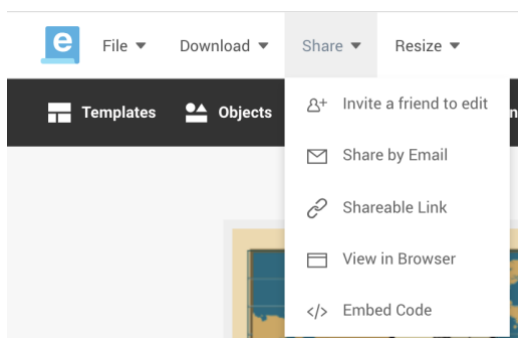 e
File
Download
Share
Resize
Templates
Objects
Invite a friend to edit
Share by Email
Shareable Link
View in Browser
Embed Code